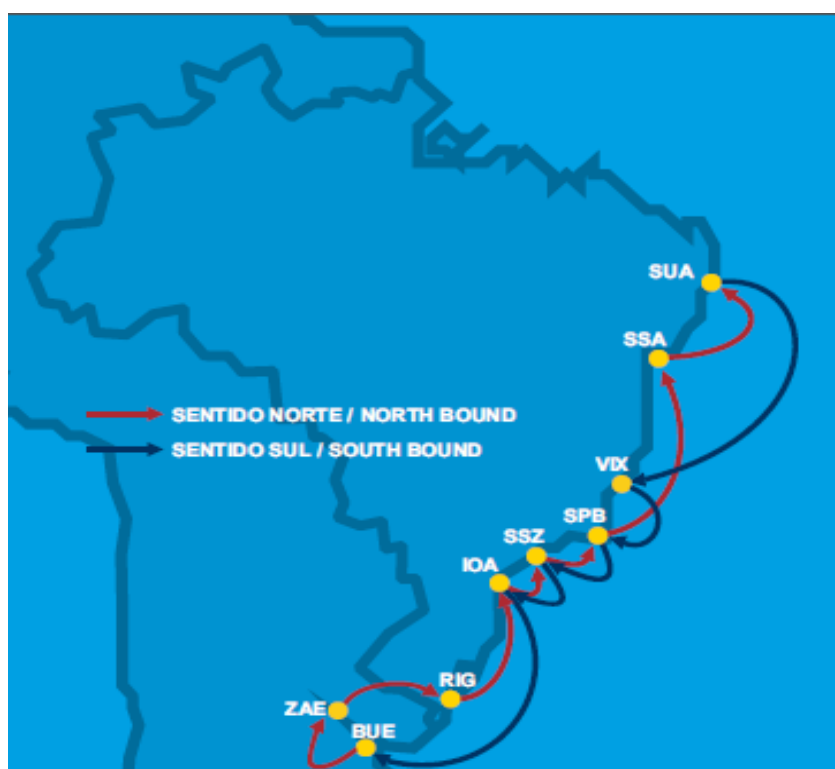 SUA
SSA
SENTIDO NORTE / NORTH BOUND
SENTIDO SUL / SOUTH BOUND
VIX
SPB
SSZ
IOA
RIG
ZAE
BUE